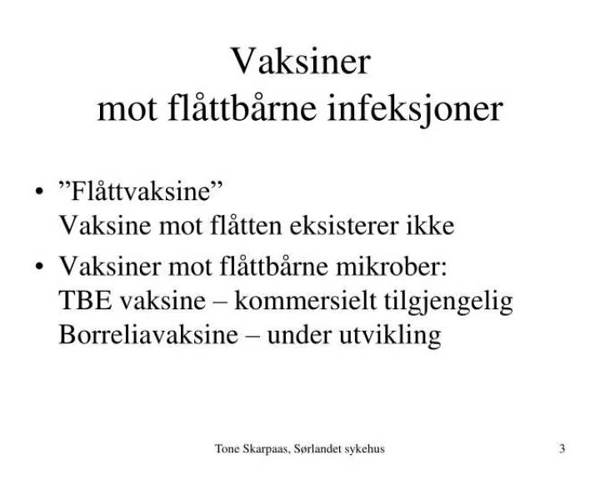 Vaksiner
mot flåttbårne infeksjoner
• ”Flåttvaksine”
Vaksine mot flåtten eksisterer ikke
• Vaksiner mot flåttbårne mikrober:
TBE vaksine – kommersielt tilgjengelig
Borreliavaksine – under utvikling
Tone Skarpaas, Sørlandet sykehus
3